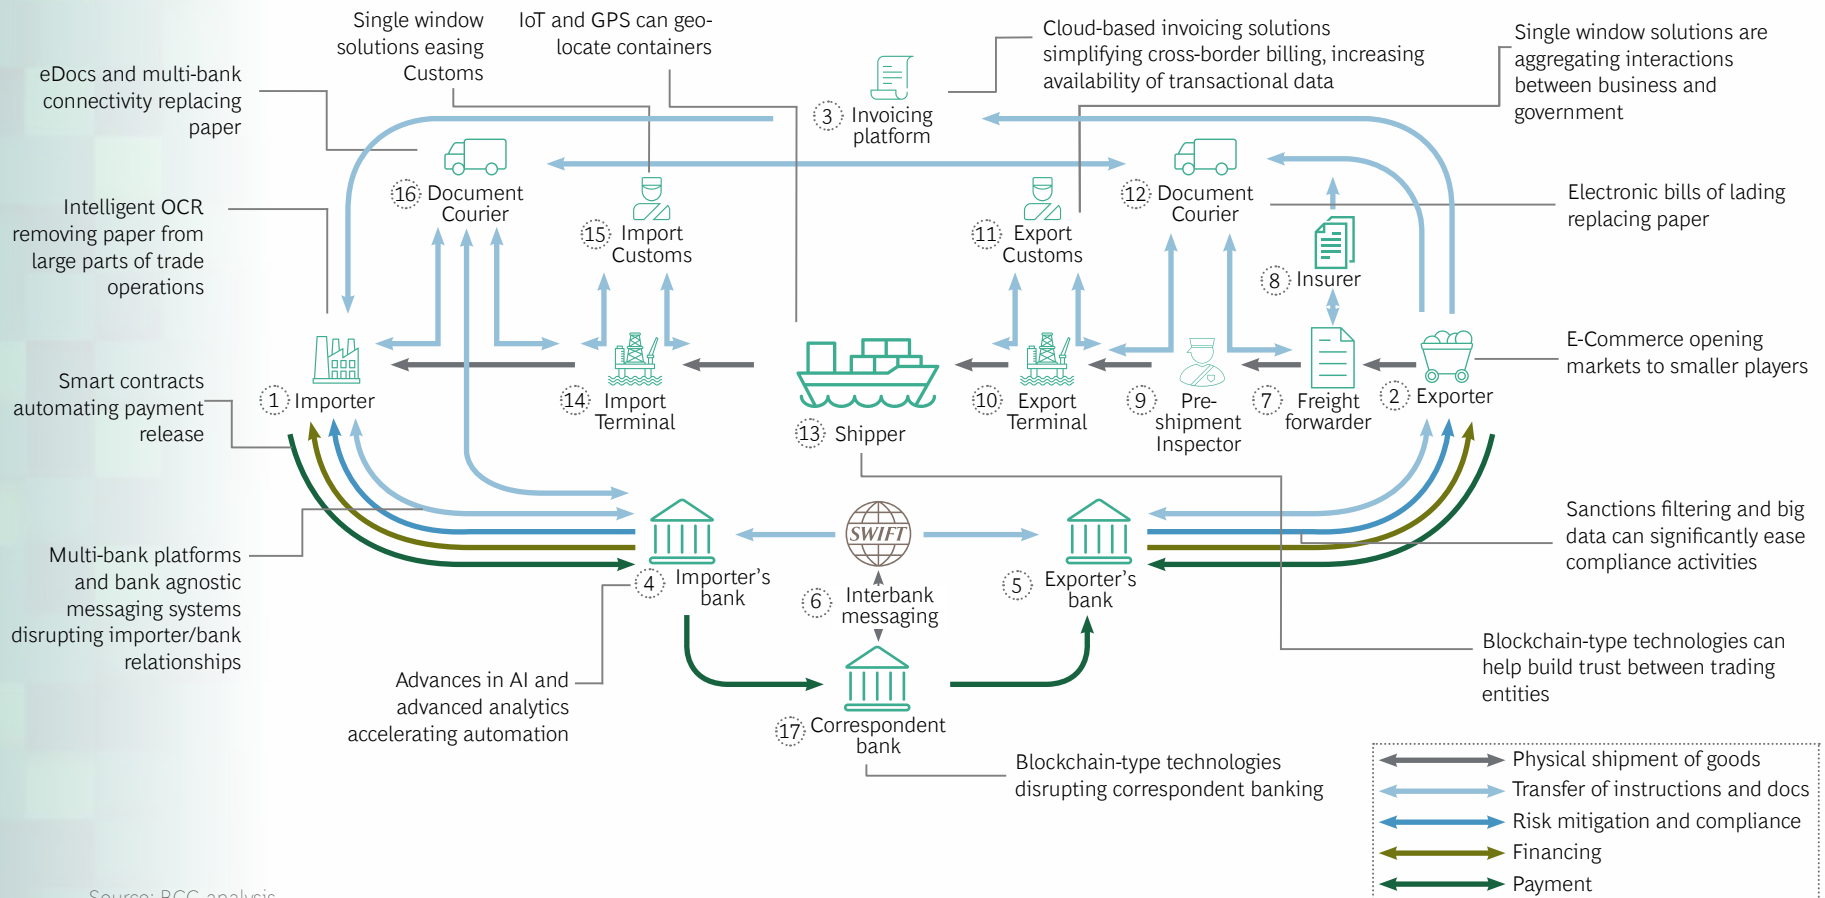 Single window
solutions easing
Customs
IoT and GPS can geo-
locate containers
Cloud-based invoicing solutions
simplifying cross-border billing, increasing
availability of transactional data
Single window solutions are
aggregating interactions
between business and
government
eDocs and multi-bank
connectivity replacing
paper
3 Invoicing
platform
16 Document
Courier
12 Document
Courier
Electronic bills of lading
replacing paper
Intelligent OCR
removing paper from
large parts of trade
operations
15 Import
Customs
11 Export
Customs
8 Insurer
E-Commerce opening
markets to smaller players
Smart contracts
automating payment
release
1 Importer
14 Import
Terminal
13 Shipper
10 Export
Terminal
9 Pre-
shipment
Inspector
7 Freight
forwarder
2 Exporter
Multi-bank platforms
and bank agnostic
messaging systems
disrupting importer/bank
relationships
SWIFT
4 Importer's
bank
6 Interbank
messaging
5 Exporter's
bank
Sanctions filtering and big
data can significantly ease
compliance activities
Advances in AI and
advanced analytics
accelerating automation
Blockchain-type technologies can
help build trust between trading
entities
17 Correspondent
bank
Blockchain-type technologies
disrupting correspondent banking
Physical shipment of goods
Transfer of instructions and docs
Risk mitigation and compliance
Financing
Payment
Source: BCG analysis